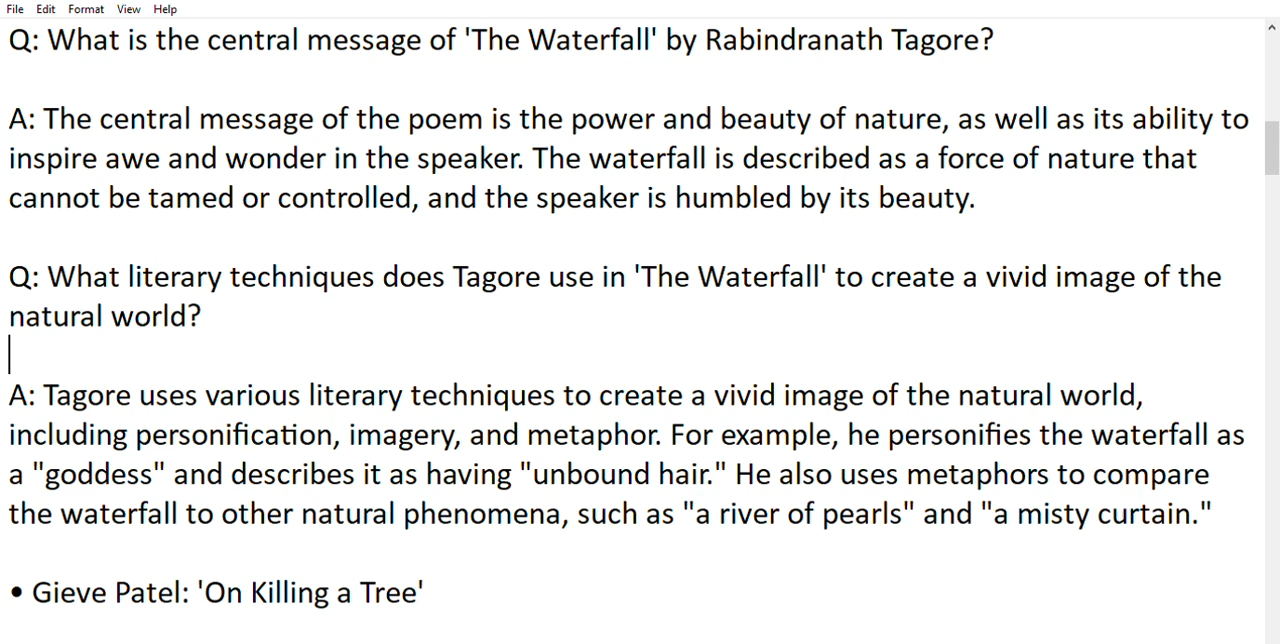 File Edit Format View Help
Q: What is the central message of 'The Waterfall' by Rabindranath Tagore?
A: The central message of the poem is the power and beauty of nature, as well as its ability to
inspire awe and wonder in the speaker. The waterfall is described as a force of nature that
cannot be tamed or controlled, and the speaker is humbled by its beauty.
Q: What literary techniques does Tagore use in 'The Waterfall' to create a vivid image of the
natural world?
A: Tagore uses various literary techniques to create a vivid image of the natural world,
including personification, imagery, and metaphor. For example, he personifies the waterfall as
a "goddess" and describes it as having "unbound hair." He also uses metaphors to compare
the waterfall to other natural phenomena, such as "a river of pearls" and "a misty curtain."
• Gieve Patel: 'On Killing a Tree'